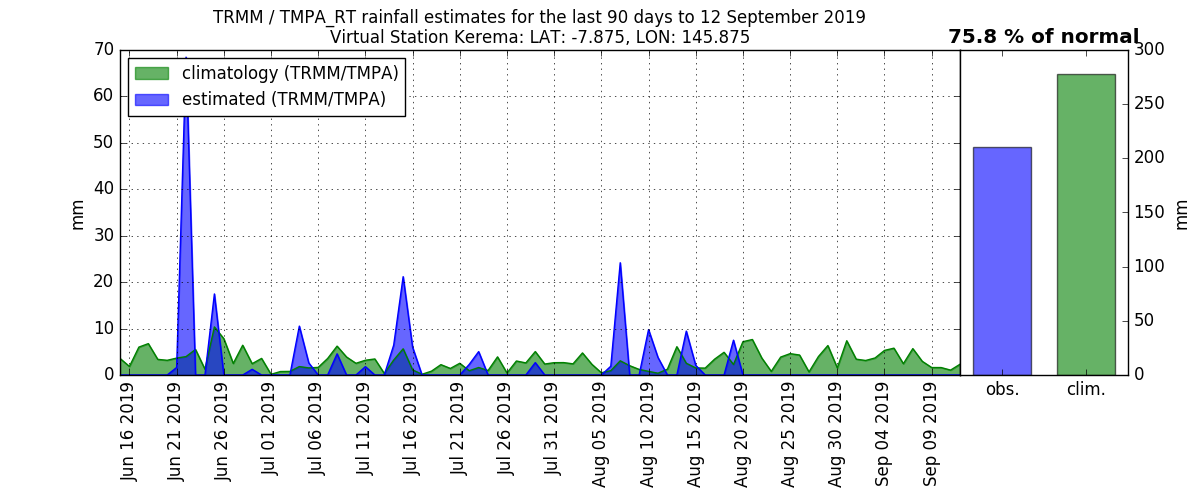 TRMM / TMPA_RT rainfall estimates for the last 90 days to 12 September 2019
Virtual Station Kerema: LAT: -7.875, LON: 145.875
75.8 % of normal
climatology (TRMM/TMPA)
estimated (TRMM/TMPA)
70
60
50
40
30
20
10
0
mm
Jun 16 2019
Jun 21 2019
Jun 26 2019
Jul 01 2019
Jul 06 2019
Jul 11 2019
Jul 16 2019
Jul 21 2019
Jul 26 2019
Jul 31 2019
Aug 05 2019
Aug 10 2019
Aug 15 2019
Aug 20 2019
Aug 25 2019
Aug 30 2019
Sep 04 2019
Sep 09 2019
obs.
clim.
300
250
200
150
100
50
0
mm